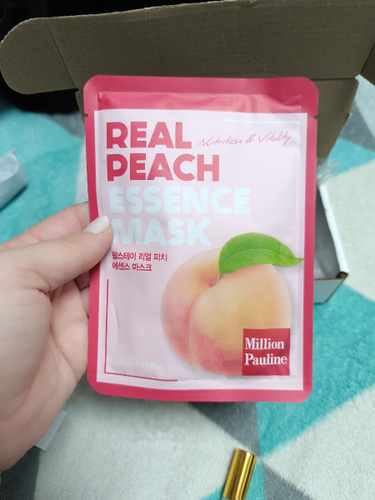 REAL
PEACH
Nutrition & Vitality
ESSENCE
MASK
팜스테이 리얼 피치
에센스 마스크
Million
Pauline